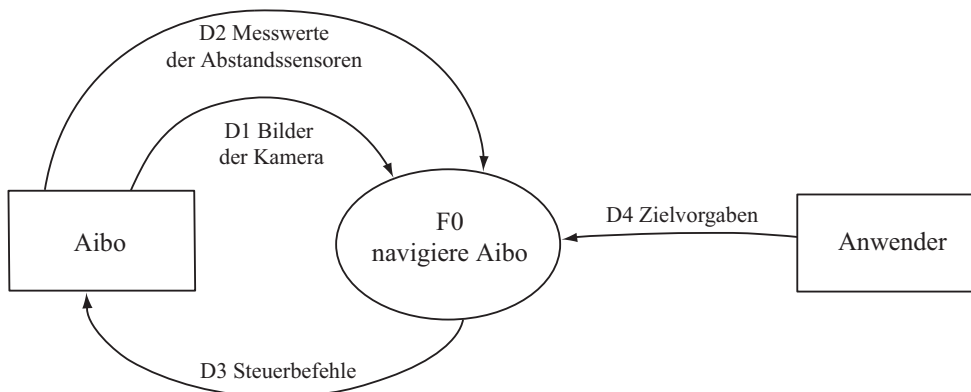 D2 Messwerte
der Abstandssensoren
D1 Bilder
der Kamera
Aibo
F0
navigiere Aibo
D4 Zielvorgaben
Anwender
D3 Steuerbefehle